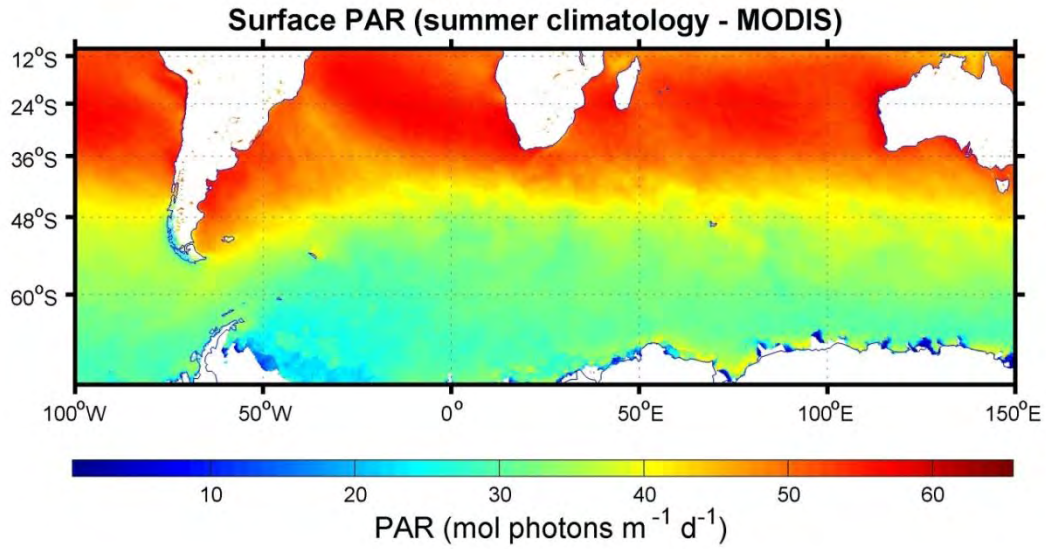 Surface PAR (summer climatology - MODIS)
12°S
24°S
36°S
48°S
60°S
100°W 50°W 0° 50°E 100°E 150°E
10 20 30 40 50 60
PAR (mol photons m⁻¹ d⁻¹)